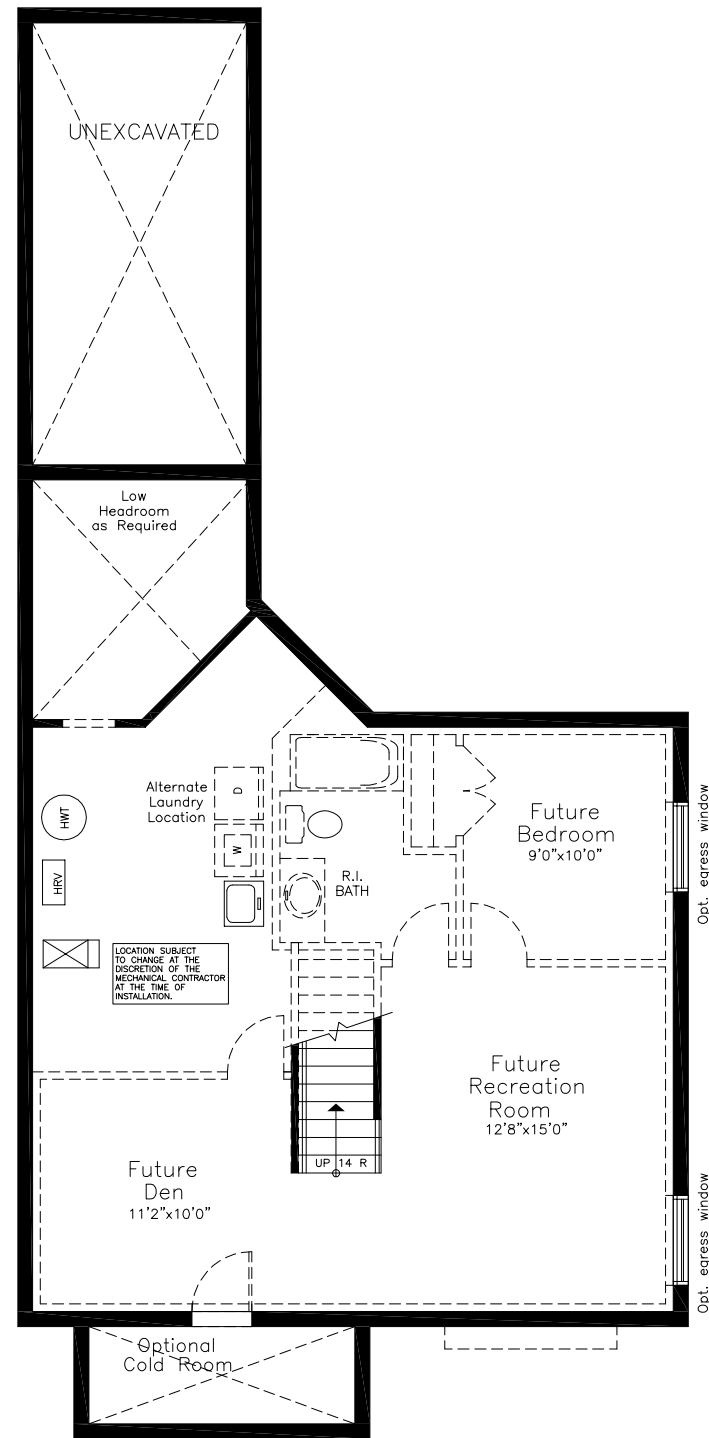 UNEXCAVATED
Low
Headroom
as Required
Alternate
Laundry
Location
D
W
HWT
HRV
R.I.
BATH
Future
Bedroom
9'0"x10'0"
Opt. egress window
LOCATION SUBJECT
TO CHANGE AT THE
DISCRETION OF THE
MECHANICAL CONTRACTOR
AT THE TIME OF
INSTALLATION.
Future
Recreation
Room
12'8"x15'0"
UP 14 R
Future
Den
11'2"x10'0"
Opt. egress window
Optional
Cold Room